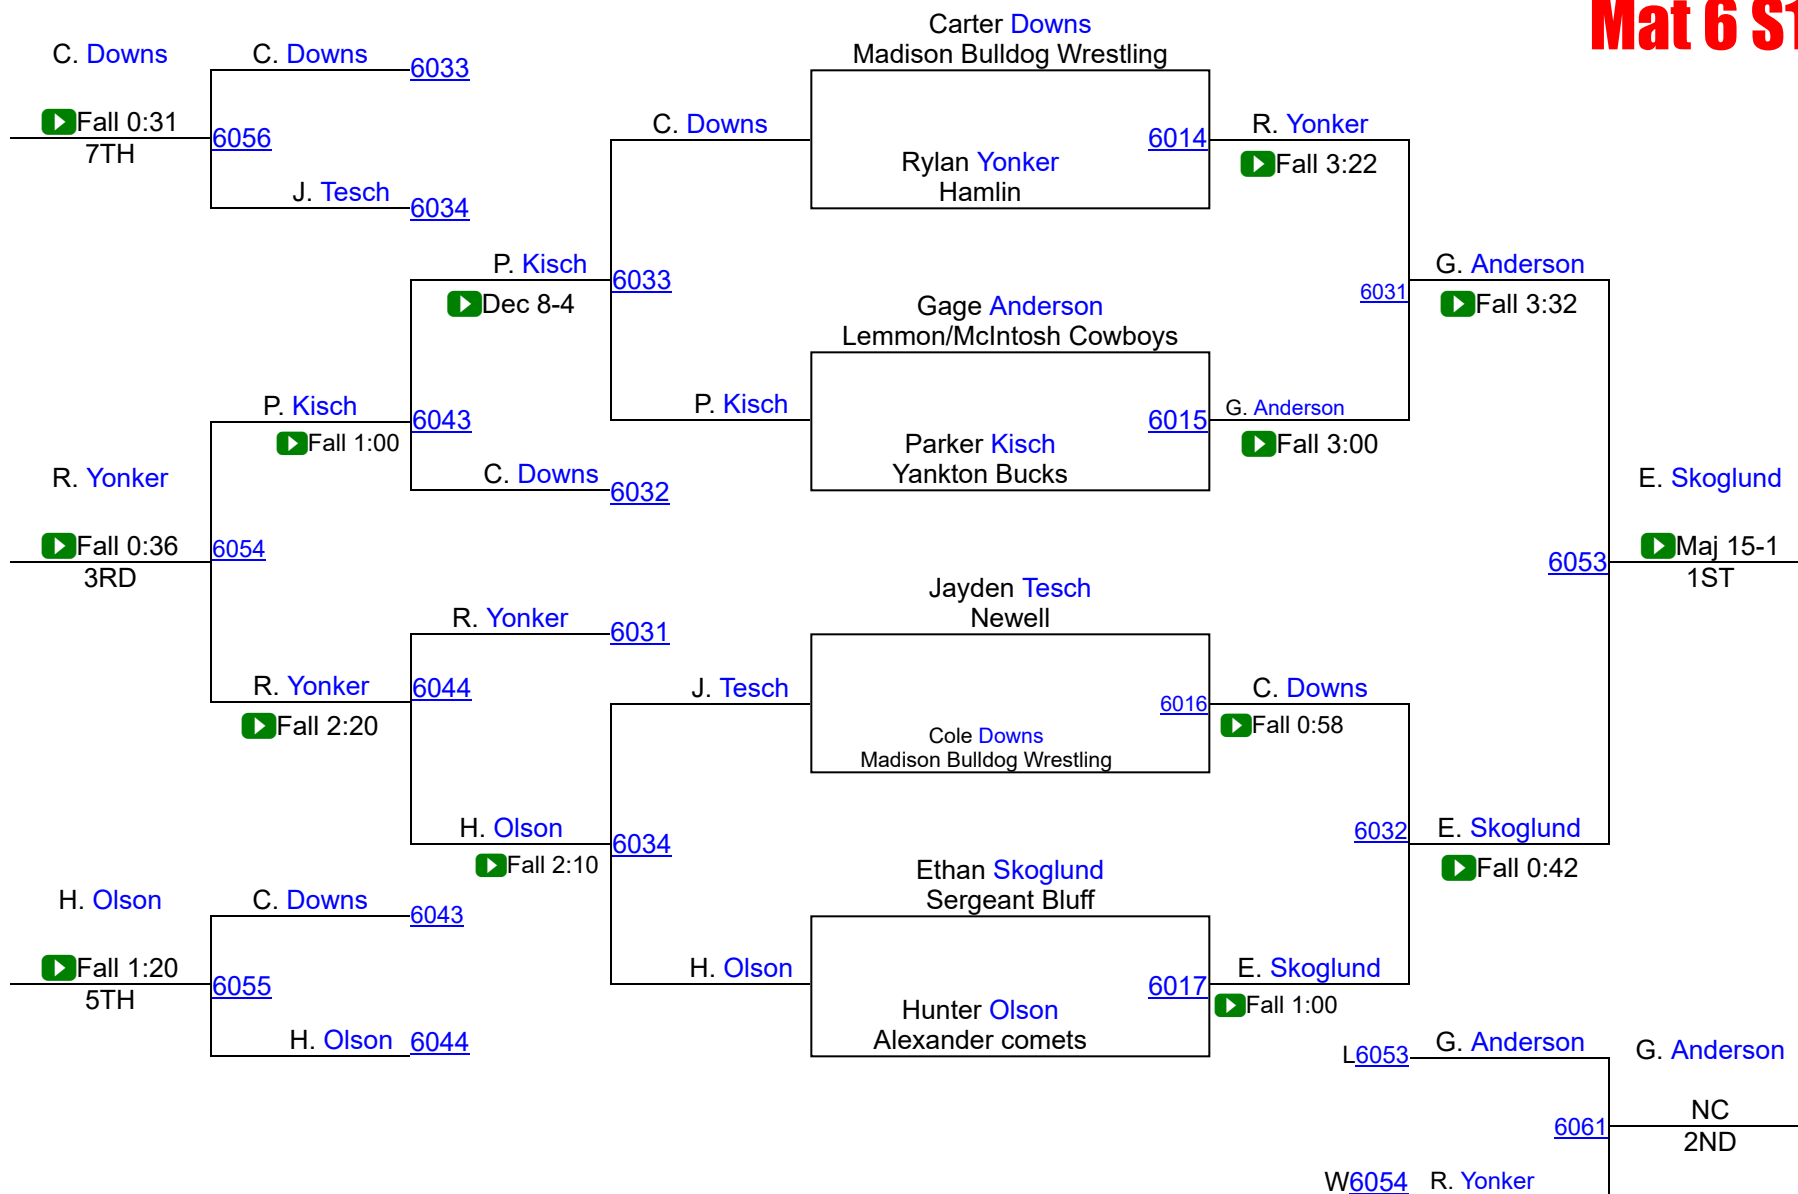 Mat 6 S1
Carter Downs
Madison Bulldog Wrestling
C. Downs
C. Downs
6033
Fall 0:31
6056
7TH
C. Downs
6014
R. Yonker
Rylan Yonker
Hamlin
Fall 3:22
J. Tesch
6034
P. Kisch
6033
Dec 8-4
G. Anderson
6031
Fall 3:32
Gage Anderson
Lemmon/McIntosh Cowboys
P. Kisch
6043
Fall 1:00
P. Kisch
6015
G. Anderson
Parker Kisch
Yankton Bucks
Fall 3:00
R. Yonker
C. Downs
6032
E. Skoglund
Fall 0:36
6054
3RD
6053
Maj 15-1
1ST
Jayden Tesch
Newell
R. Yonker
6031
R. Yonker
6044
Fall 2:20
J. Tesch
6016
C. Downs
Cole Downs
Madison Bulldog Wrestling
Fall 0:58
H. Olson
6034
Fall 2:10
6032
E. Skoglund
Fall 0:42
Ethan Skoglund
Sergeant Bluff
H. Olson
C. Downs
6043
Fall 1:20
6055
5TH
H. Olson
6017
E. Skoglund
Hunter Olson
Alexander comets
Fall 1:00
H. Olson
6044
L6053
G. Anderson
G. Anderson
6061
NC
2ND
W6054
R. Yonker